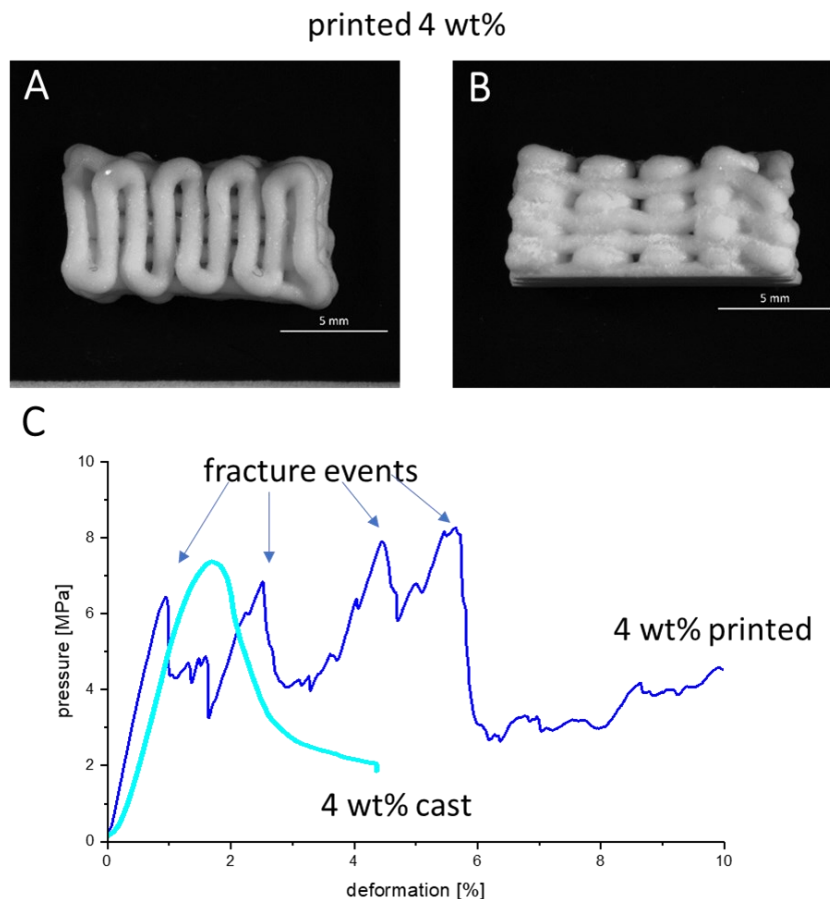 printed 4 wt%
A
B
5 mm
5 mm
C
fracture events
4 wt% printed
4 wt% cast
pressure [MPa]
10
8
6
4
2
0
0 2 4 6 8 10
deformation [%]